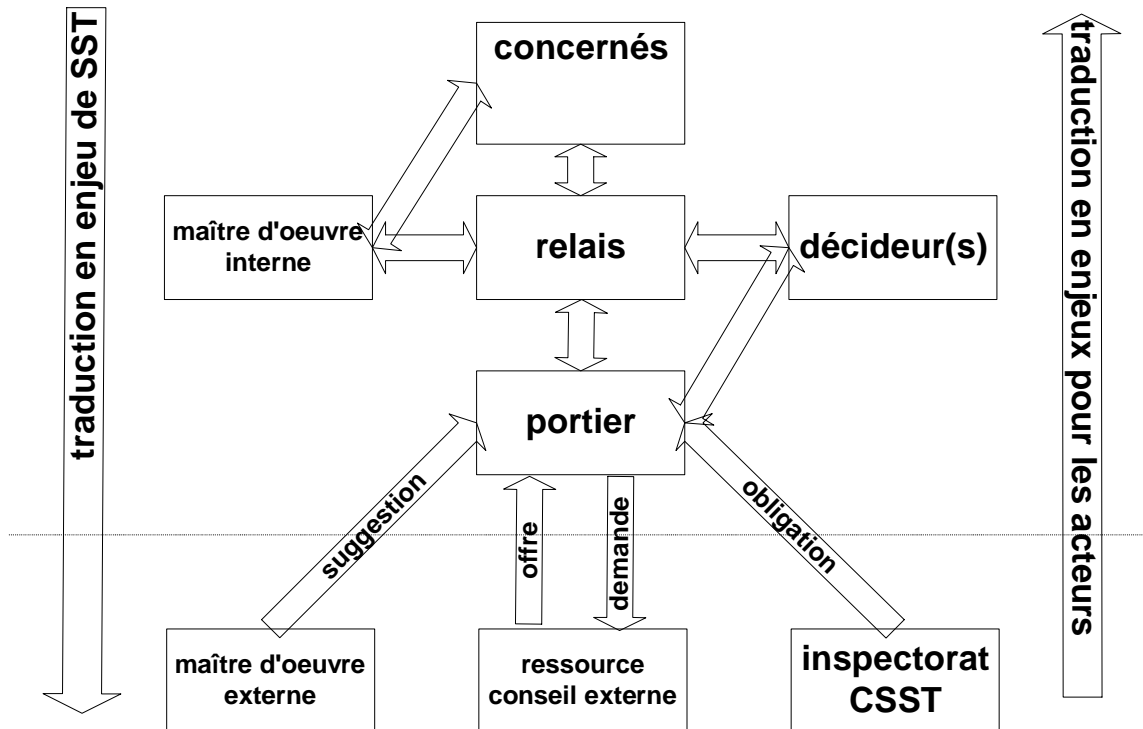 traduction en enjeu de SST
concernés
traduction en enjeux pour les acteurs
maître d'oeuvre
interne
relais
décideur(s)
portier
suggestion
offre
demande
obligation
maître d'oeuvre
externe
ressource
conseil externe
inspectorat
CSST